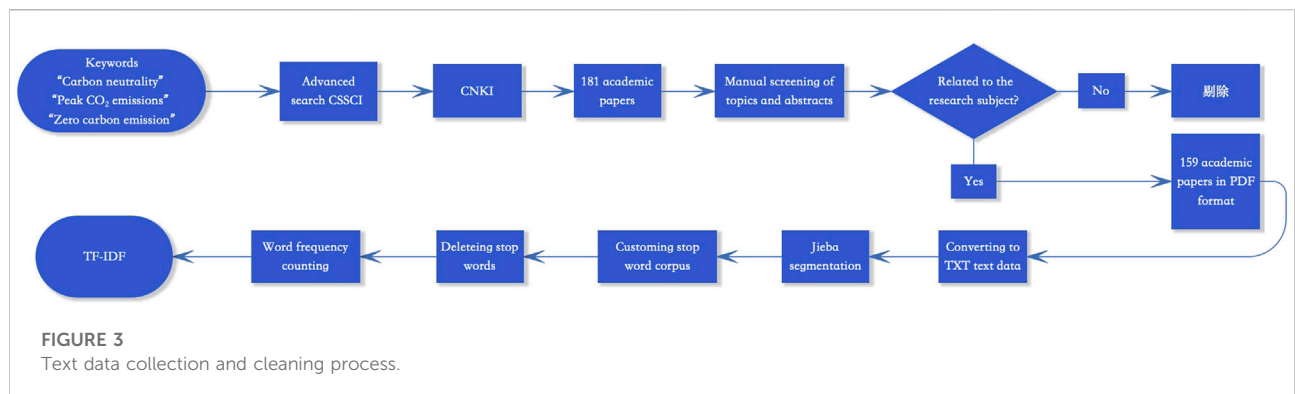 Keywords
“Carbon neutrality”
“Peak CO₂ emissions”
“Zero carbon emission”
Advanced
search CSSCI
CNKI
181 academic
papers
Manual screening of
topics and abstracts
Related to the
research subject?
No
剔除
Yes
159 academic
papers in PDF
format
Converting to
TXT text data
Jieba
segmentation
Customing stop
word corpus
Deleteing stop
words
Word frequency
counting
TF-IDF
FIGURE 3
Text data collection and cleaning process.